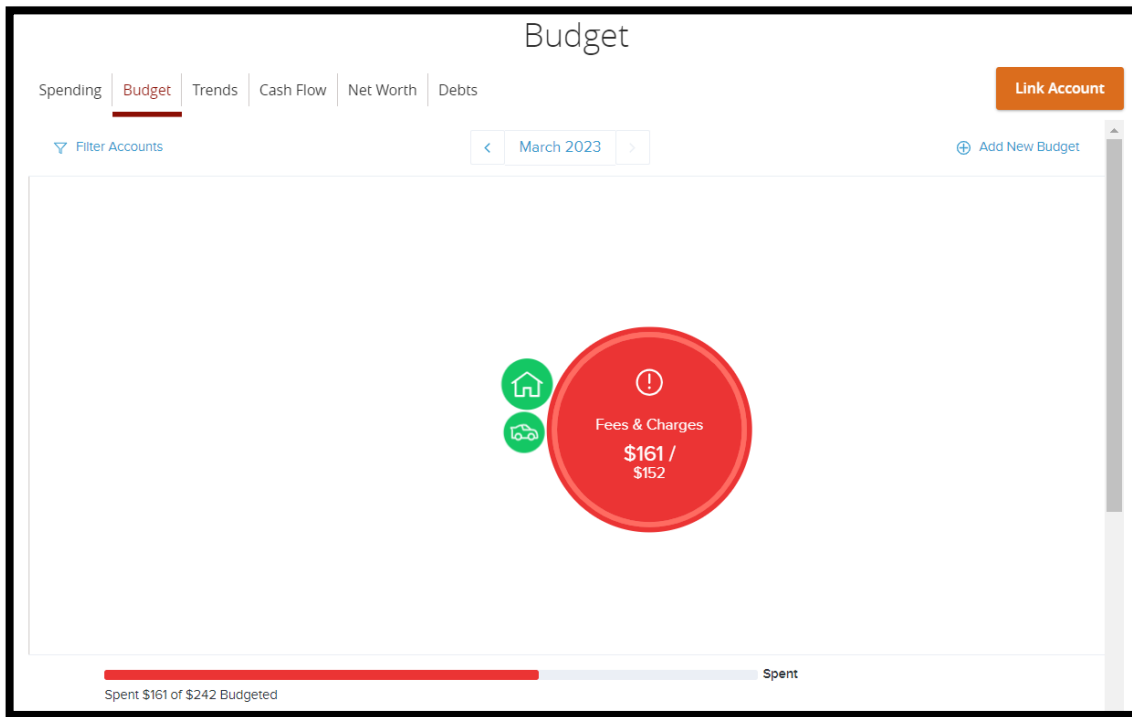 Budget
Spending Budget Trends Cash Flow Net Worth Debts
Link Account
Filter Accounts
March 2023
Add New Budget
Fees & Charges
$161 /
$152
Spent
Spent $161 of $242 Budgeted